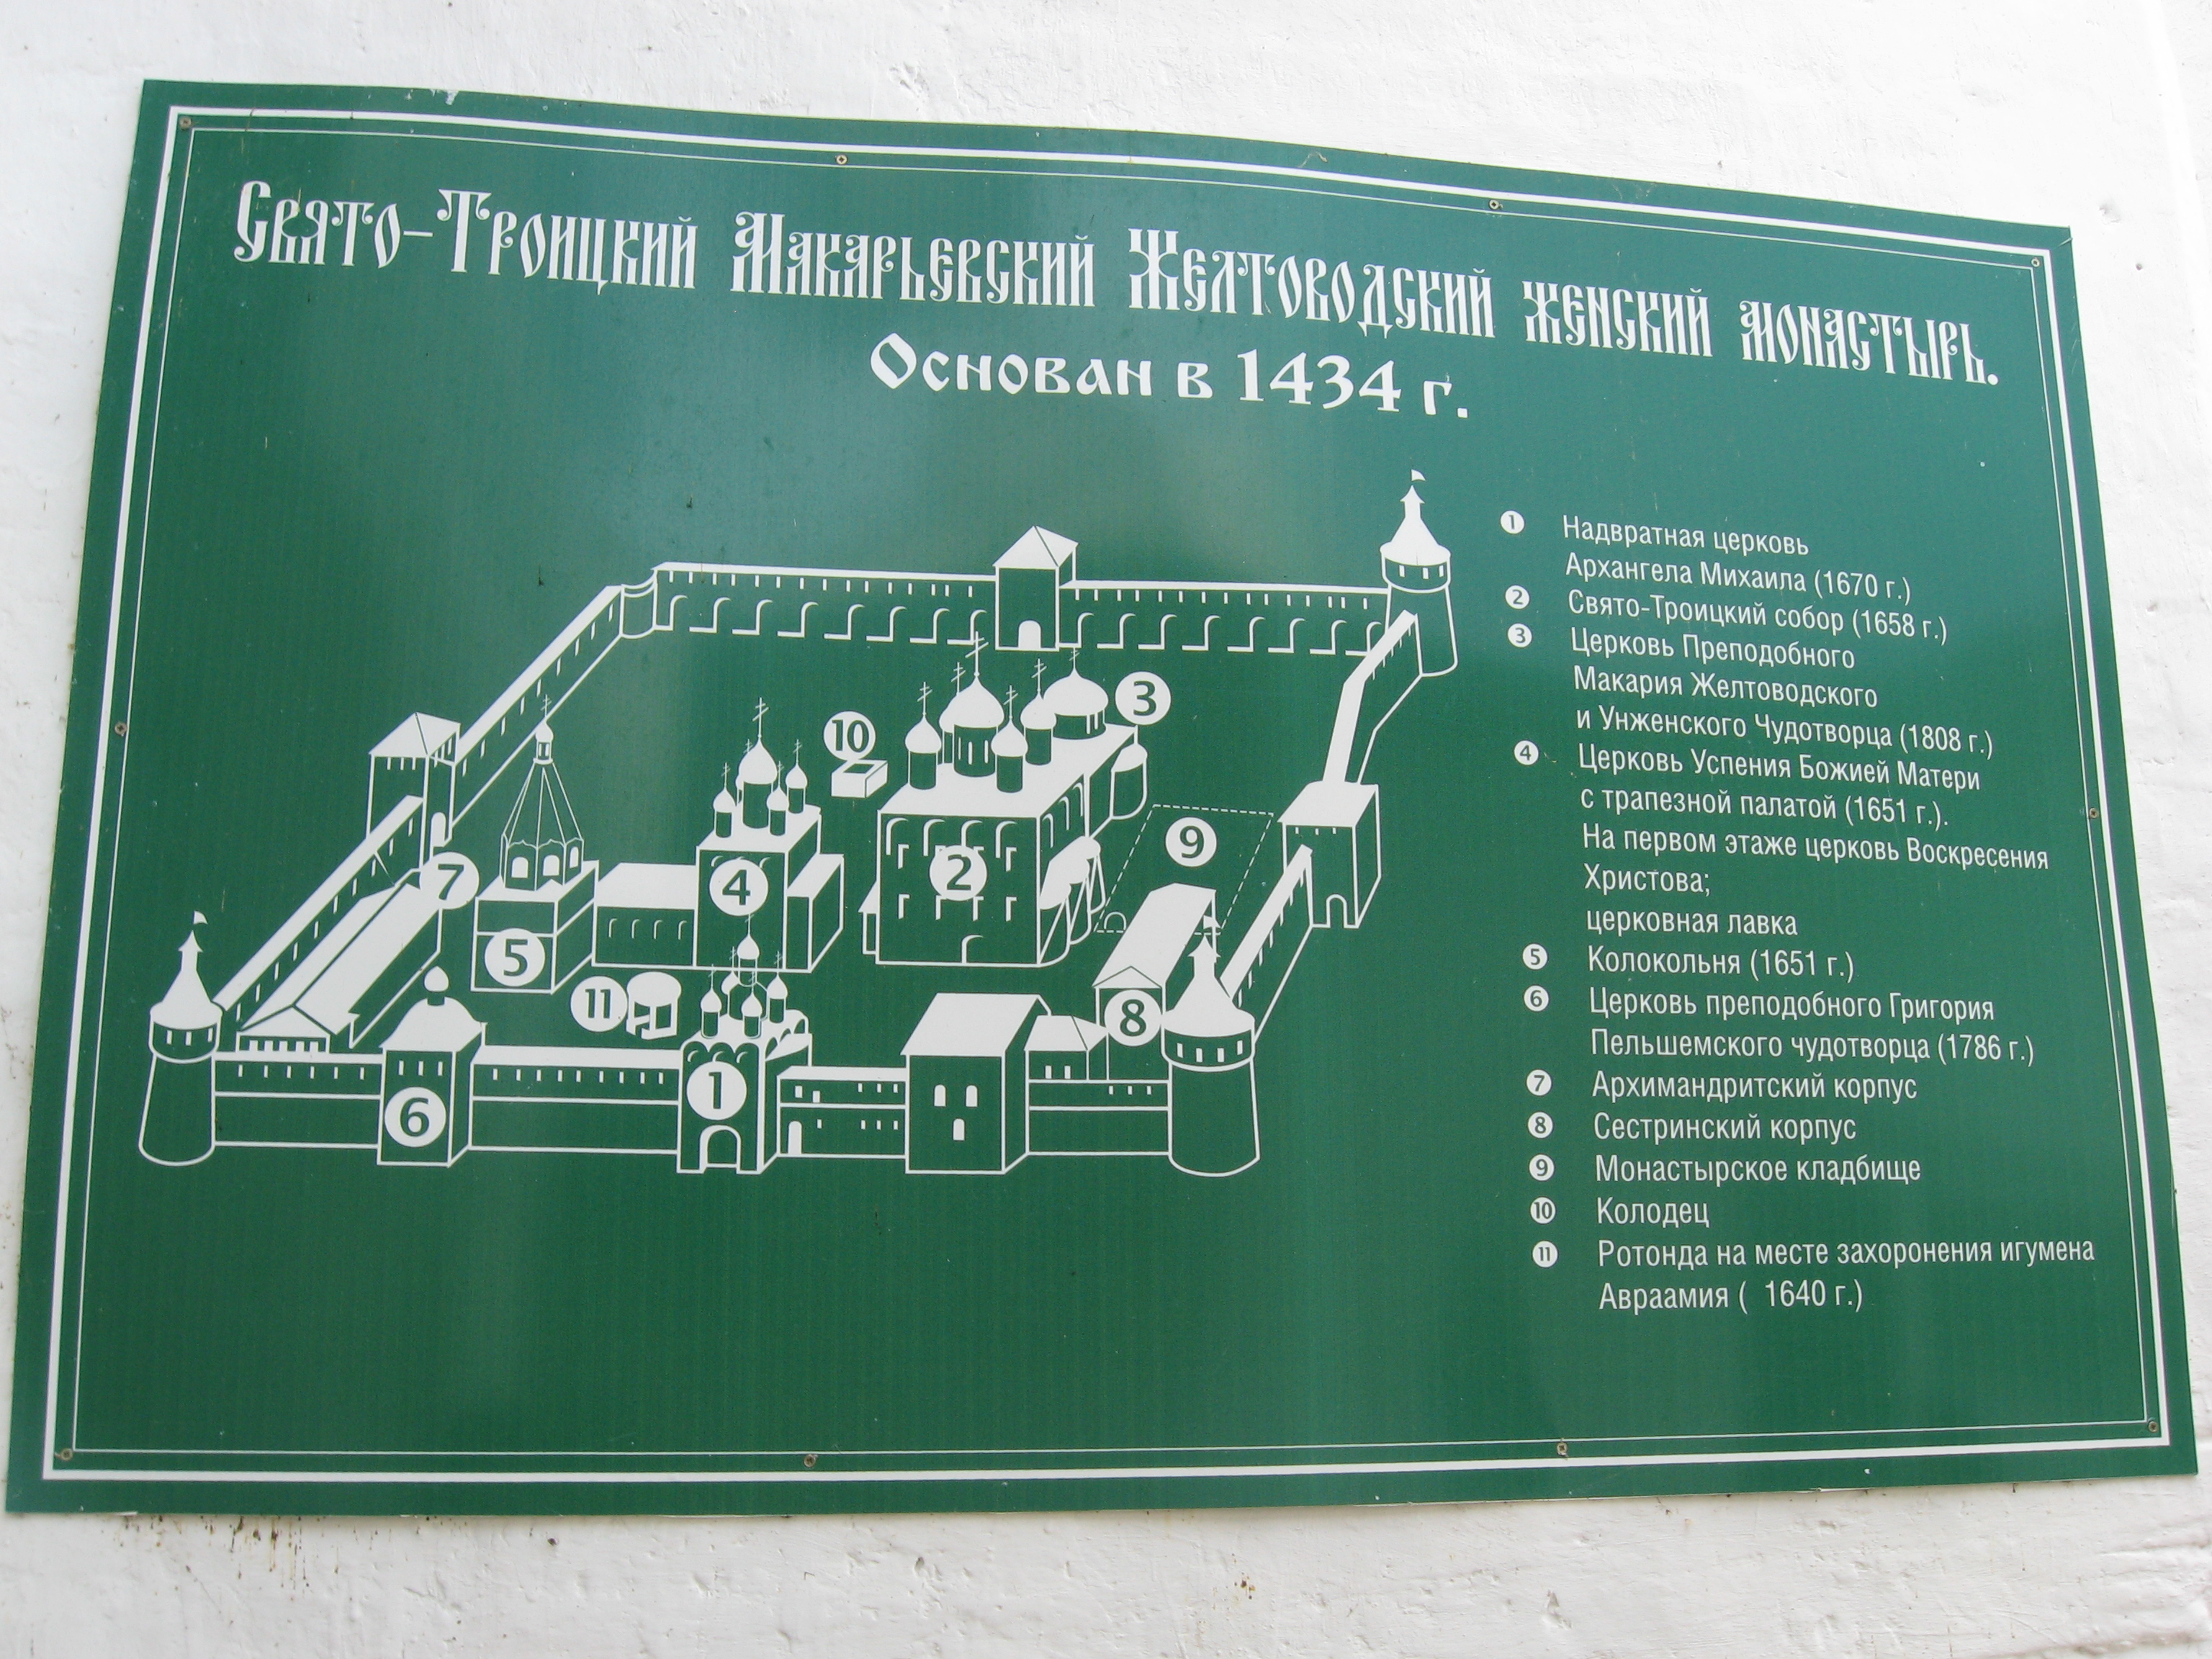 Свято-Троицкий Макарьевский Желтоводский женский монастырь.
Основан в 1434 г.
1 Надвратная церковь
Архангела Михаила (1670 г.)
2 Свято-Троицкий собор (1658 г.)
3 Церковь Преподобного
Макария Желтоводского
и Унженского Чудотворца (1808 г.)
4 Церковь Успения Божией Матери
с трапезной палатой (1651 г.).
На первом этаже церковь Воскресения
Христова;
церковная лавка
5 Колокольня (1651 г.)
6 Церковь преподобного Григория
Пельшемского чудотворца (1786 г.)
7 Архимандритский корпус
8 Сестринский корпус
9 Монастырское кладбище
10 Колодец
11 Ротонда на месте захоронения игумена
Авраамия ( 1640 г.)
3
10
9
2
7
4
5
11
8
1
6